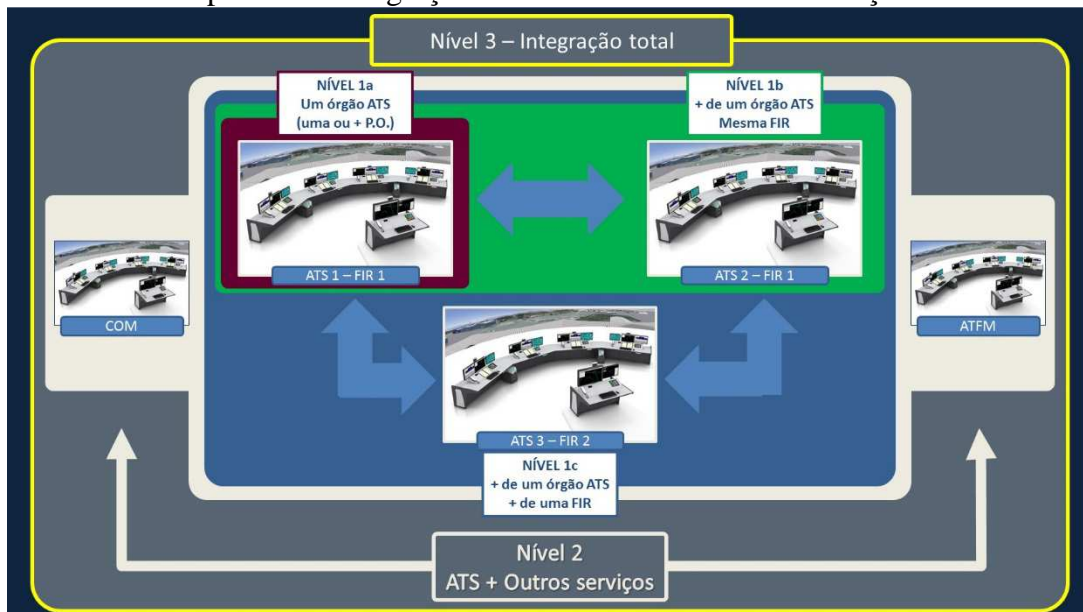 Nível 3 – Integração total
NÍVEL 1a
Um órgão ATS
(uma ou + P.O.)
NÍVEL 1b
+ de um órgão ATS
Mesma FIR
ATS 1 – FIR 1
ATS 2 – FIR 1
COM
ATFM
ATS 3 – FIR 2
NÍVEL 1c
+ de um órgão ATS
+ de uma FIR
Nível 2
ATS + Outros serviços